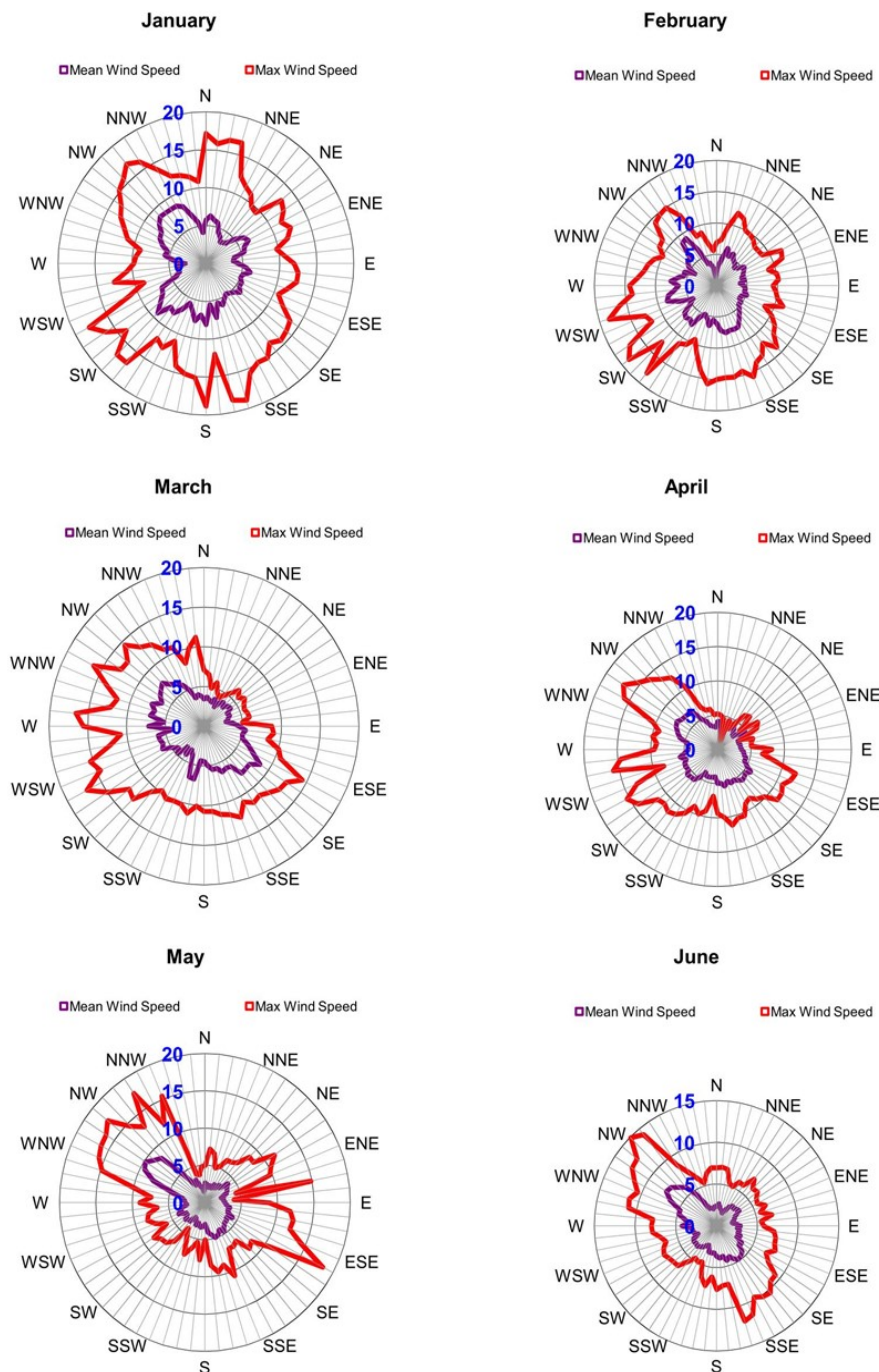 January
Mean Wind Speed Max Wind Speed
N
20
NNW NNE
15
NW NE
10
WNW ENE
5
W 0 E
WSW ESE
SW SE
SSW SSE
S
February
Mean Wind Speed Max Wind Speed
N
20
NNW NNE
15
NW NE
10
WNW ENE
5
W 0 E
WSW ESE
SW SE
SSW SSE
S
March
Mean Wind Speed Max Wind Speed
N
20
NNW NNE
15
NW NE
10
WNW ENE
5
W 0 E
WSW ESE
SW SE
SSW SSE
S
April
Mean Wind Speed Max Wind Speed
N
20
NNW NNE
15
NW NE
10
WNW ENE
5
W 0 E
WSW ESE
SW SE
SSW SSE
S
May
Mean Wind Speed Max Wind Speed
N
20
NNW NNE
15
NW NE
10
WNW ENE
5
W 0 E
WSW ESE
SW SE
SSW SSE
S
June
Mean Wind Speed Max Wind Speed
N
15
NNW NNE
NW 10 NE
WNW ENE
5
W 0 E
WSW ESE
SW SE
SSW SSE
S